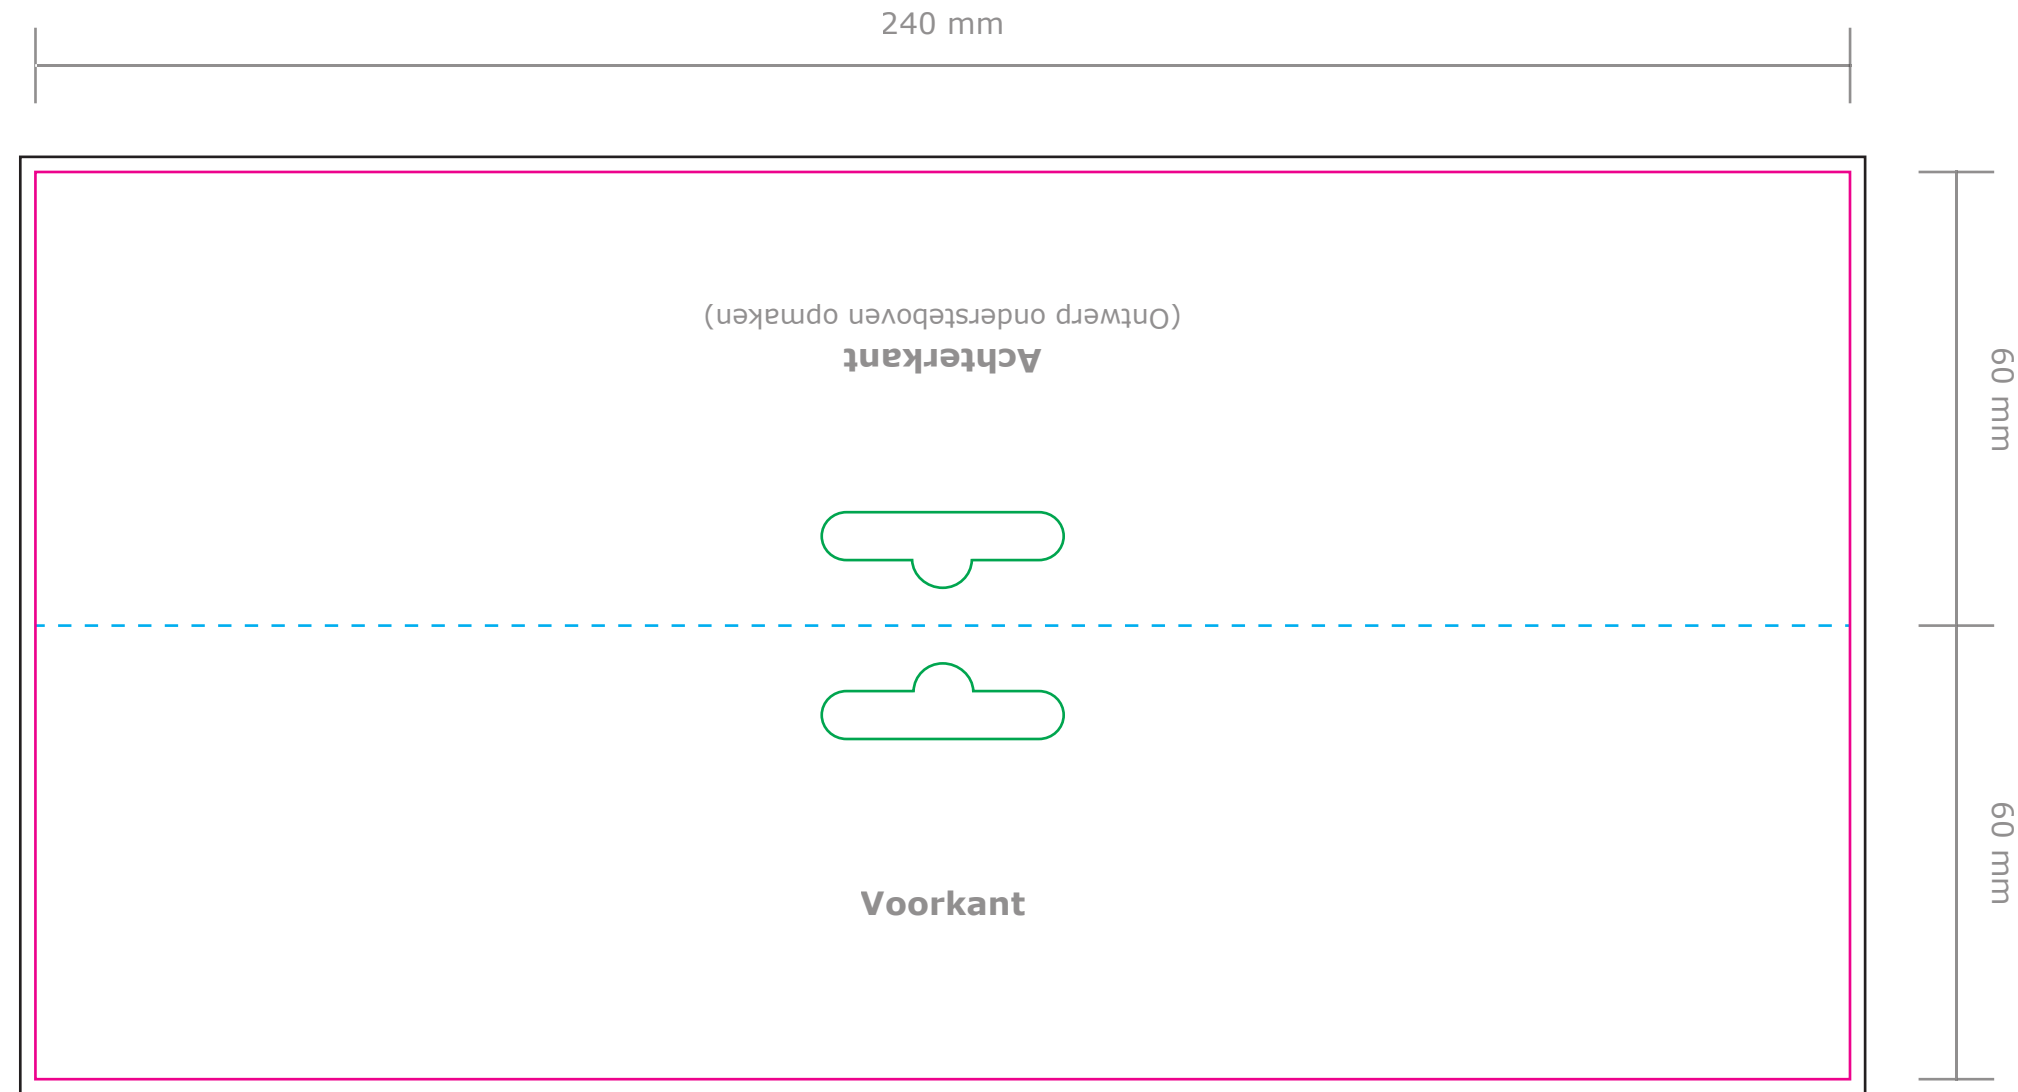 240 mm
(Ontwerp ondersteboven opmaken)
Achterkant
60 mm
60 mm
Voorkant